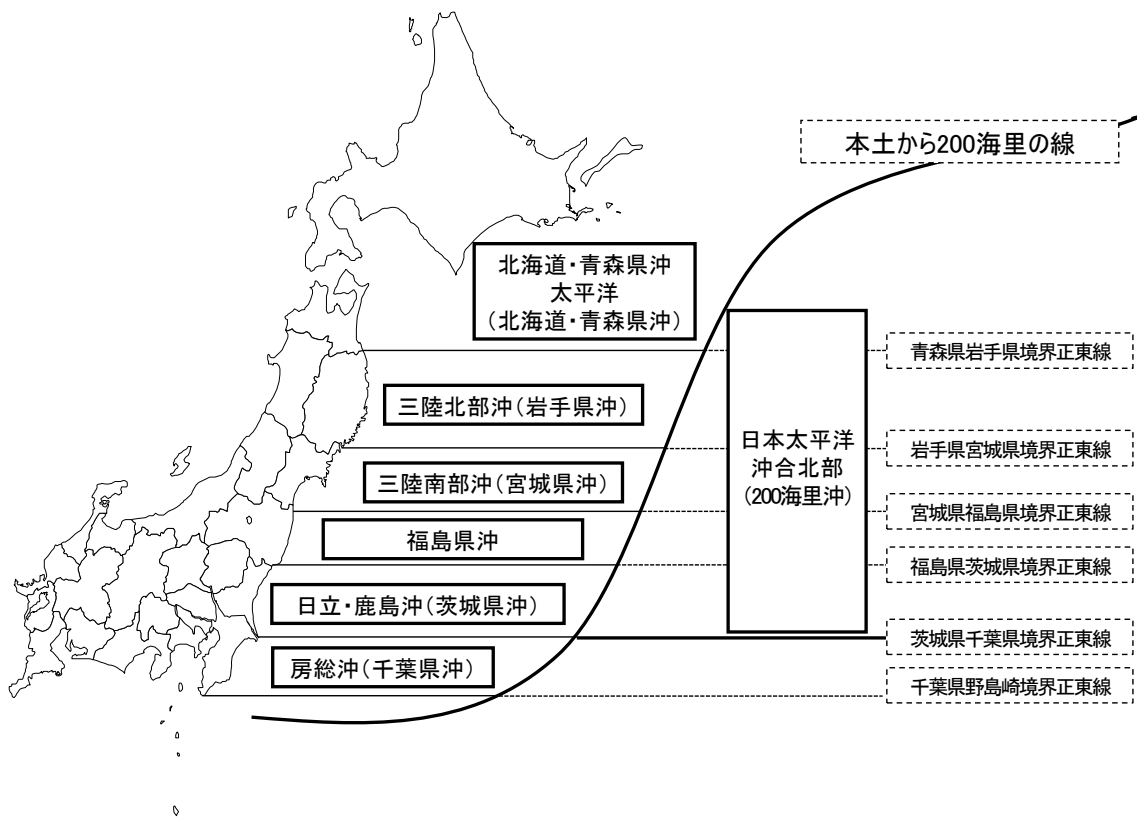 本土から200海里の線
北海道・青森県沖
太平洋
(北海道・青森県沖)
青森県岩手県境界正東線
三陸北部沖(岩手県沖)
日本太平洋
沖合北部
(200海里沖)
岩手県宮城県境界正東線
三陸南部沖(宮城県沖)
宮城県福島県境界正東線
福島県沖
福島県茨城県境界正東線
日立・鹿島沖(茨城県沖)
茨城県千葉県境界正東線
房総沖(千葉県沖)
千葉県野島崎境界正東線